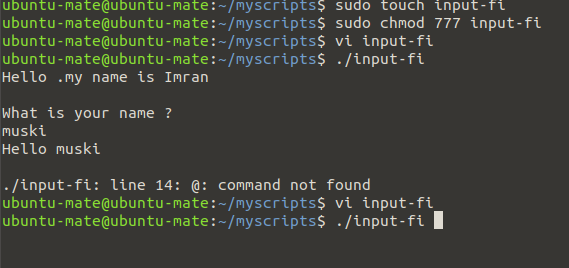 ubuntu-mate@ubuntu-mate:~/myscripts$ sudo touch input-fi
ubuntu-mate@ubuntu-mate:~/myscripts$ sudo chmod 777 input-fi
ubuntu-mate@ubuntu-mate:~/myscripts$ vi input-fi
ubuntu-mate@ubuntu-mate:~/myscripts$ ./input-fi
Hello .my name is Imran
What is your name ?
muski
Hello muski
./input-fi: line 14: @: command not found
ubuntu-mate@ubuntu-mate:~/myscripts$ vi input-fi
ubuntu-mate@ubuntu-mate:~/myscripts$ ./input-fi